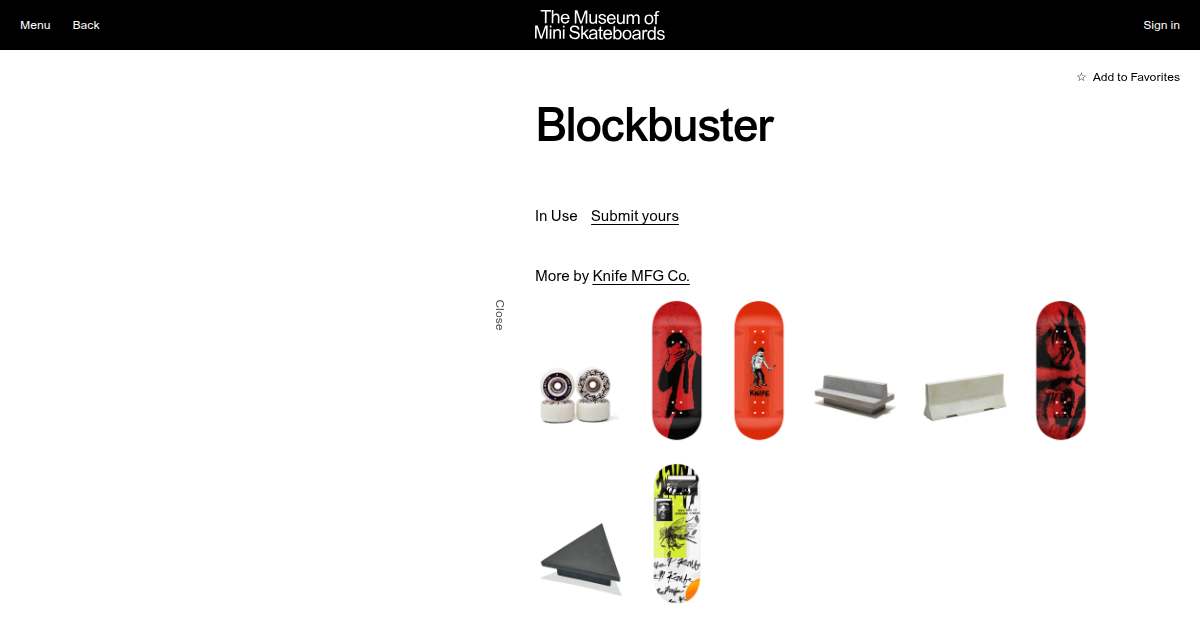 Menu
Back
The Museum of
Mini Skateboards
Sign in
☆ Add to Favorites
Blockbuster
In Use
Submit yours
More by Knife MFG Co.
Close
KNIFE